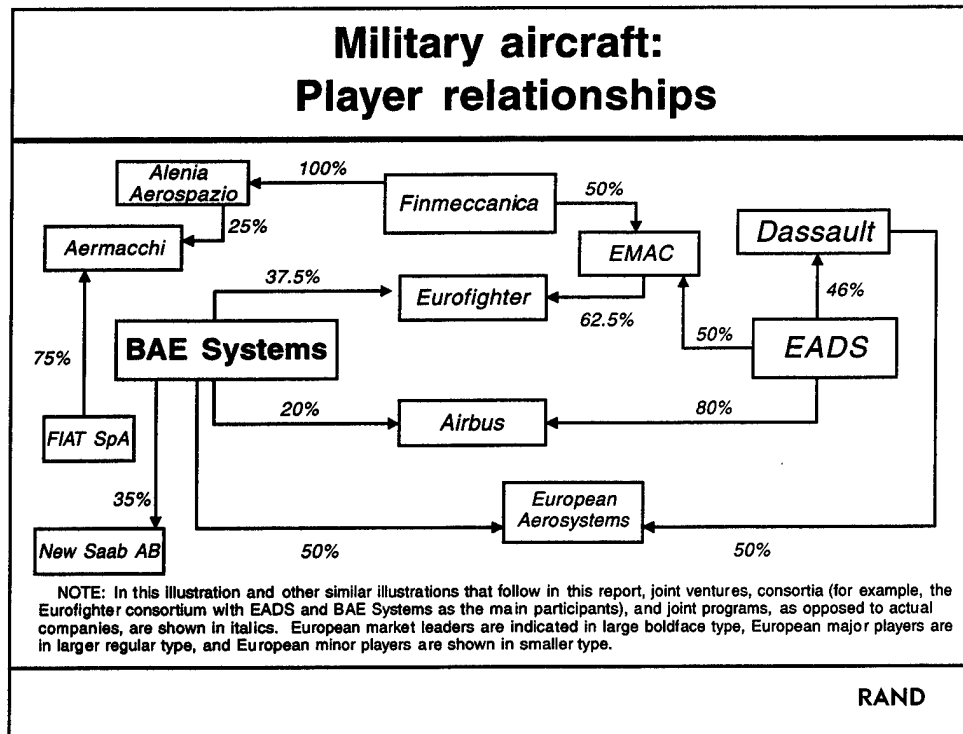 Military aircraft:
Player relationships
Alenia
Aerospazio
100%
Finmeccanica
50%
25%
Aermacchi
EMAC
Dassault
37.5%
Eurofighter
62.5%
46%
BAE Systems
50%
EADS
75%
20%
Airbus
80%
FIAT SpA
35%
European
Aerosystems
New Saab AB
50%
50%
NOTE: In this illustration and other similar illustrations that follow in this report, joint ventures, consortia (for example, the
Eurofighter consortium with EADS and BAE Systems as the main participants), and joint programs, as opposed to actual
companies, are shown in italics. European market leaders are indicated in large boldface type, European major players are
in larger regular type, and European minor players are shown in smaller type.
RAND